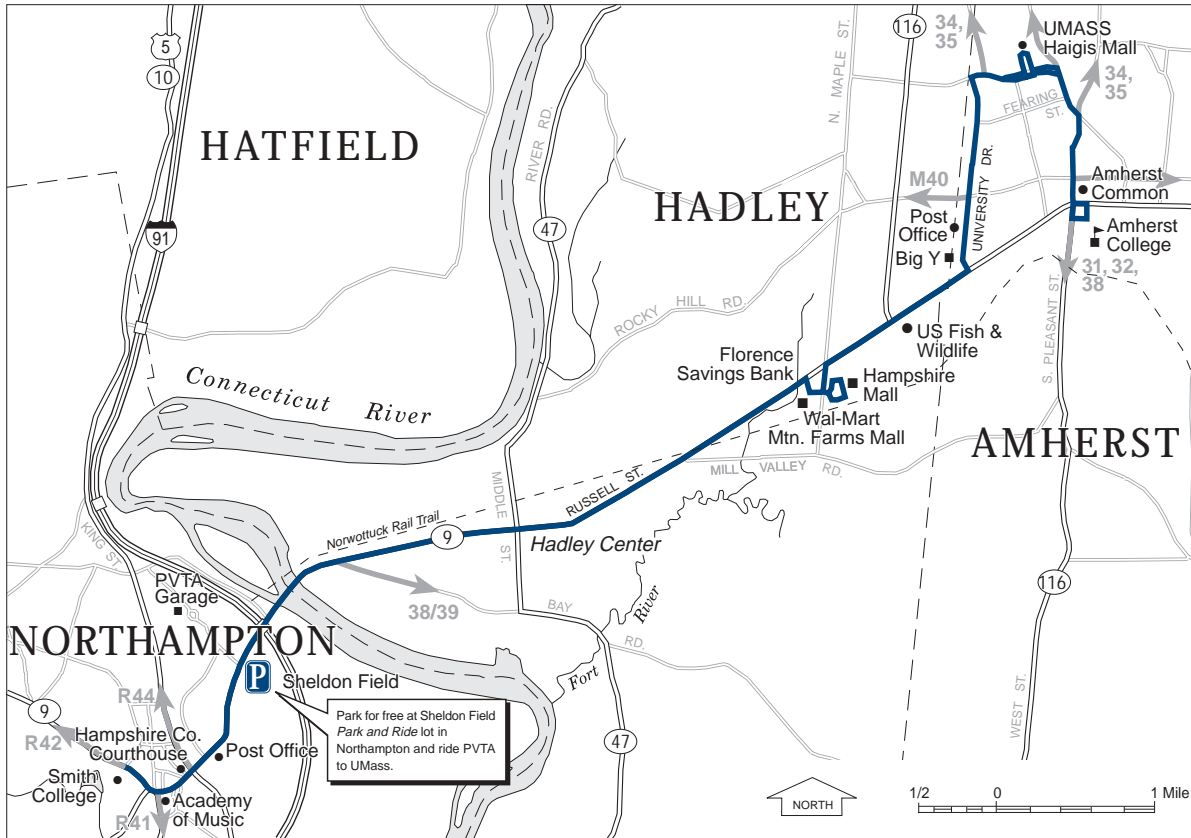 5
10
HATFIELD
91
RIVER RD.
47
N. MAPLE ST.
116
34,
35
UMASS
Haigis Mall
34,
35
FEARING
ST.
HADLEY
M40
UNIVERSITY DR.
Amherst
Common
Post
Office
Amherst
College
Big Y
31, 32,
38
ROCKY HILL RD.
S. PLEASANT ST.
US Fish &
Wildlife
Florence
Savings Bank
Hampshire
Mall
Connecticut River
Wal-Mart
Mtn. Farms Mall
AMHERST
MILL VALLEY RD.
MIDDLE ST.
RUSSELL ST.
Norwottuck Rail Trail
9
Hadley Center
KING ST.
PVTA
Garage
38/39
BAY
RD.
Fort River
116
NORTHAMPTON
P
Sheldon Field
WEST ST.
R44
9
R42
Park for free at Sheldon Field
Park and Ride lot in
Northampton and ride PVTA
to UMass.
47
Hampshire Co.
Courthouse
Post Office
Smith
College
Academy
of Music
R41
NORTH
1/2 0 1 Mile